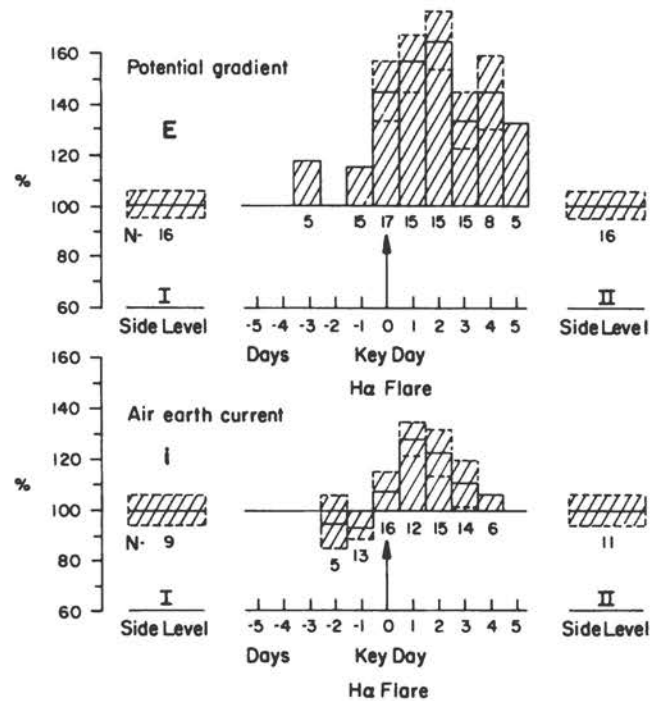 160
Potential gradient
140
E
120
%
100
5 15 17 15 15 15 8 5
N- 16
16
80
I
II
60
Side Level
-5 -4 -3 -2 -1 0 1 2 3 4 5
Side Level
Days Key Day
Hα Flare
160
140
Air earth current
i
120
%
100
16 12 15 14 6
N- 9
5 13
11
80
I
II
60
Side Level
-5 -4 -3 -2 -1 0 1 2 3 4 5
Side Level
Days Key Day
Hα Flare